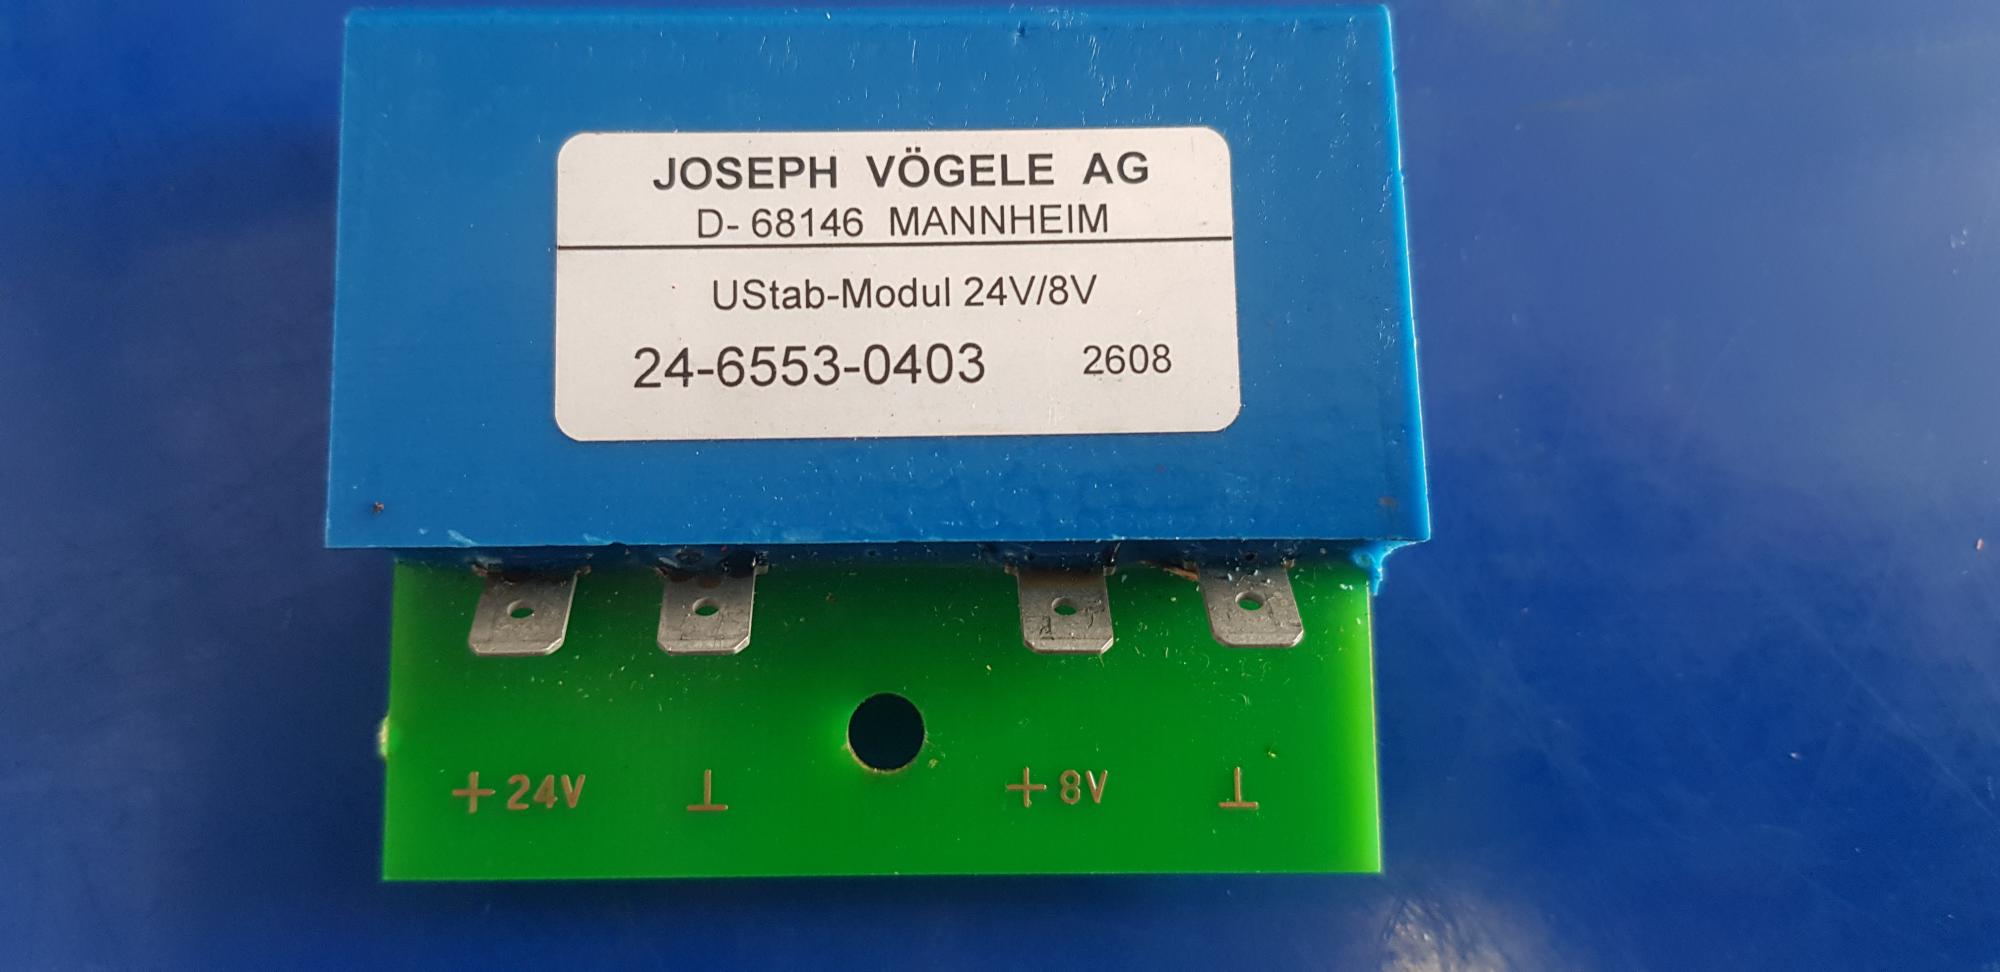 JOSEPH VÖGELE AG
D- 68146 MANNHEIM
UStab-Modul 24V/8V
24-6553-0403 2608
+24V ⊥ +8V ⊥